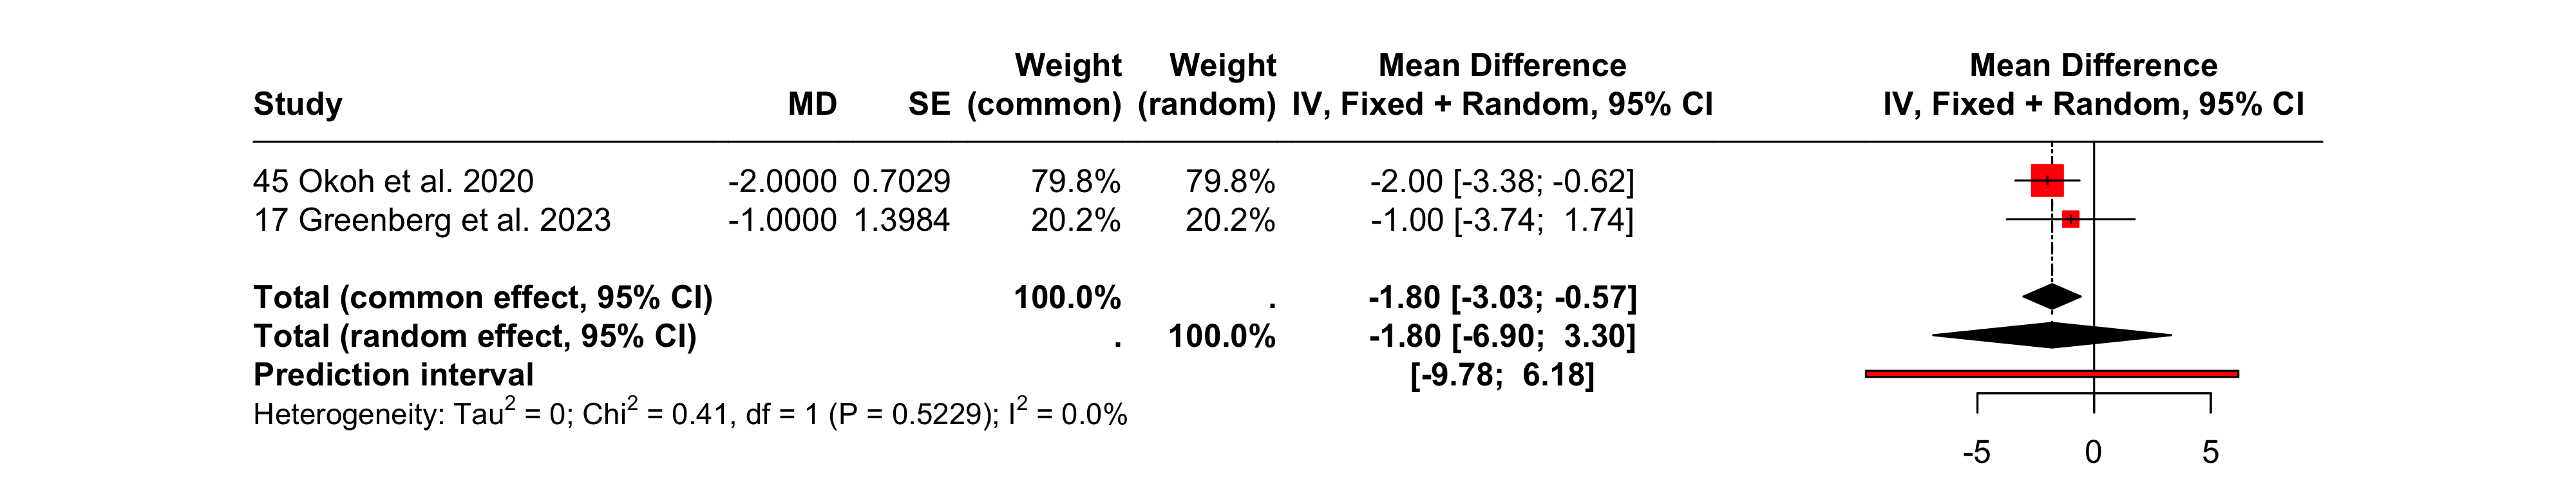 Weight Weight Mean Difference Mean Difference
Study MD SE (common) (random) IV, Fixed + Random, 95% CI IV, Fixed + Random, 95% CI
45 Okoh et al. 2020 -2.0000 0.7029 79.8% 79.8% -2.00 [-3.38; -0.62]
17 Greenberg et al. 2023 -1.0000 1.3984 20.2% 20.2% -1.00 [-3.74; 1.74]
Total (common effect, 95% CI) 100.0% . -1.80 [-3.03; -0.57]
Total (random effect, 95% CI) . 100.0% -1.80 [-6.90; 3.30]
Prediction interval [-9.78; 6.18]
Heterogeneity: Tau² = 0; Chi² = 0.41, df = 1 (P = 0.5229); I² = 0.0%
-5 0 5